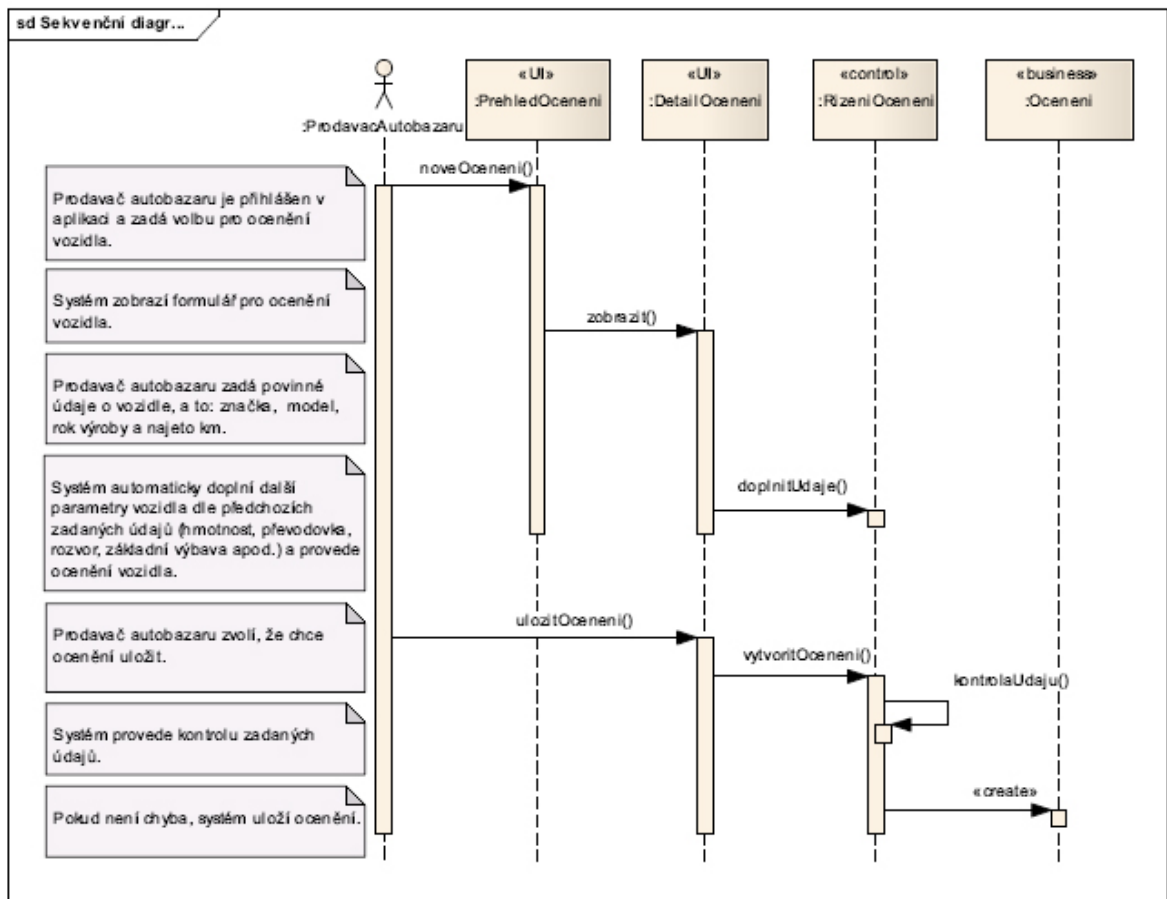 sd Sekvenční diagr...
«UI»
:PrehledOceneni
«UI»
:DetailOceneni
«control»
:RizeniOceneni
«business»
:Oceneni
:ProdavacAutobazaru
noveOceneni()
Prodavač autobazaru je přihlášen v
aplikaci a zadá volbu pro ocenění
vozidla.
Systém zobrazí formulář pro ocenění
vozidla.
zobrazit()
Prodavač autobazaru zadá povinné
údaje o vozidle, a to: značka, model,
rok výroby a najeto km.
Systém automaticky doplní další
parametry vozidla dle předchozích
zadaných údajů (hmotnost, převodovka,
rozvor, základní výbava apod.) a provede
ocenění vozidla.
doplnitUdaje()
ulozitOceneni()
Prodavač autobazaru zvolí, že chce
ocenění uložit.
vytvoritOceneni()
kontrolaUdaju()
Systém provede kontrolu zadaných
údajů.
«create»
Pokud není chyba, systém uloží ocenění.